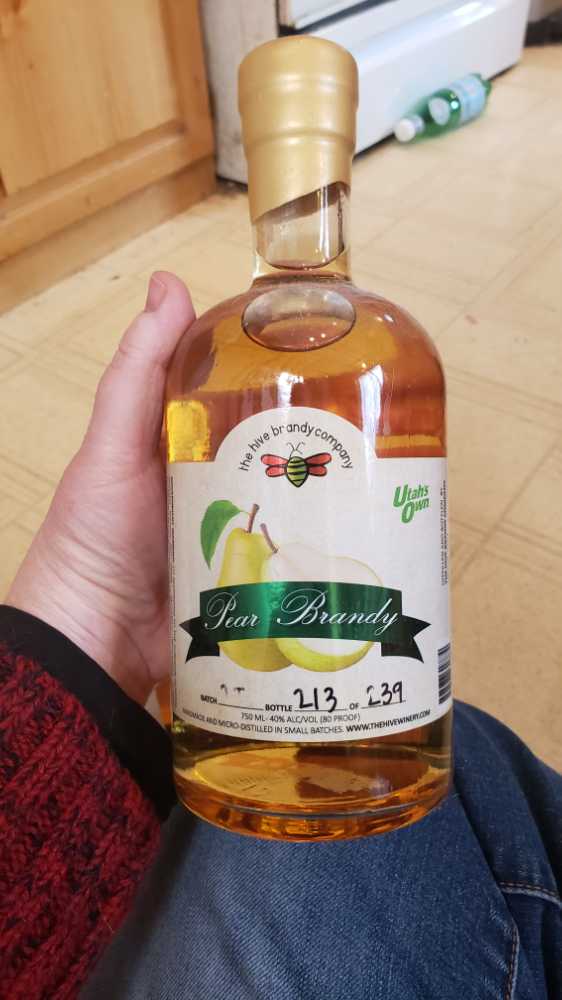 the hive brandy company
Utah's
Own
Pear Brandy
BATCH BOTTLE 213 OF 239
750 ML - 40% ALC/VOL (80 PROOF)
HANDMADE AND MICRO-DISTILLED IN SMALL BATCHES. WWW.THEHIVEWINERY.COM